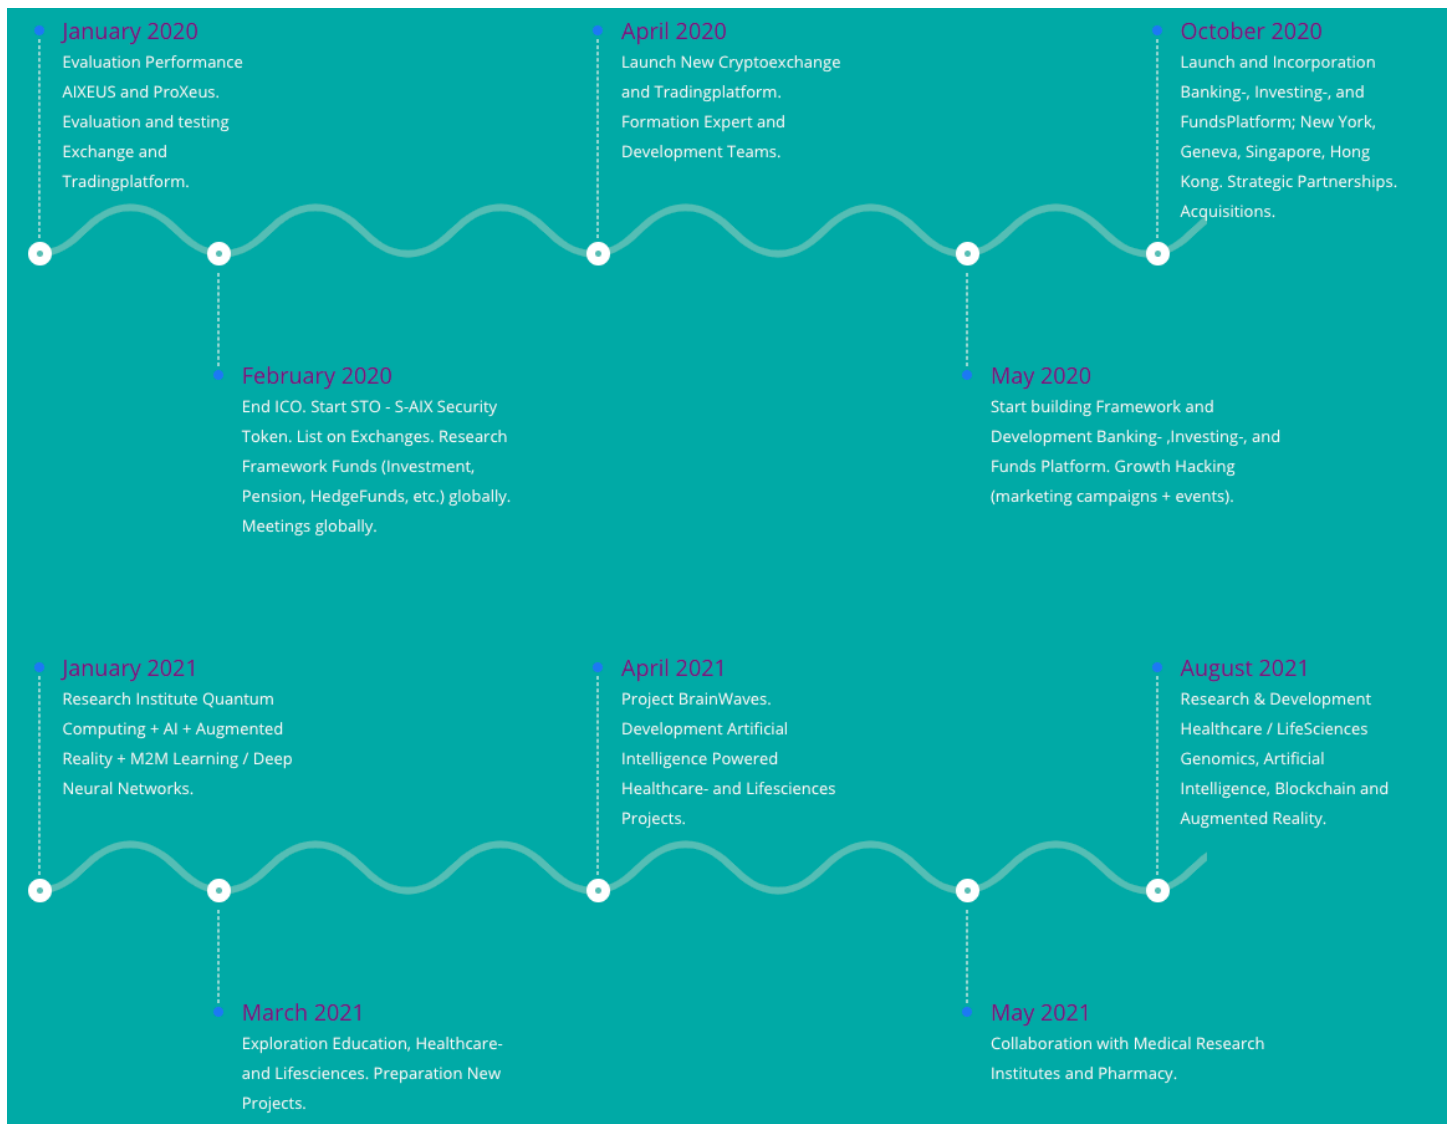 January 2020
Evaluation Performance
AIXEUS and ProXeus.
Evaluation and testing
Exchange and
Tradingplatform.
February 2020
End ICO. Start STO - S-AIX Security
Token. List on Exchanges. Research
Framework Funds (Investment,
Pension, HedgeFunds, etc.) globally.
Meetings globally.
April 2020
Launch New Cryptoexchange
and Tradingplatform.
Formation Expert and
Development Teams.
May 2020
Start building Framework and
Development Banking- ,Investing-, and
Funds Platform. Growth Hacking
(marketing campaigns + events).
October 2020
Launch and Incorporation
Banking-, Investing-, and
FundsPlatform; New York,
Geneva, Singapore, Hong
Kong. Strategic Partnerships.
Acquisitions.
January 2021
Research Institute Quantum
Computing + AI + Augmented
Reality + M2M Learning / Deep
Neural Networks.
March 2021
Exploration Education, Healthcare-
and Lifesciences. Preparation New
Projects.
April 2021
Project BrainWaves.
Development Artificial
Intelligence Powered
Healthcare- and Lifesciences
Projects.
May 2021
Collaboration with Medical Research
Institutes and Pharmacy.
August 2021
Research & Development
Healthcare / LifeSciences
Genomics, Artificial
Intelligence, Blockchain and
Augmented Reality.